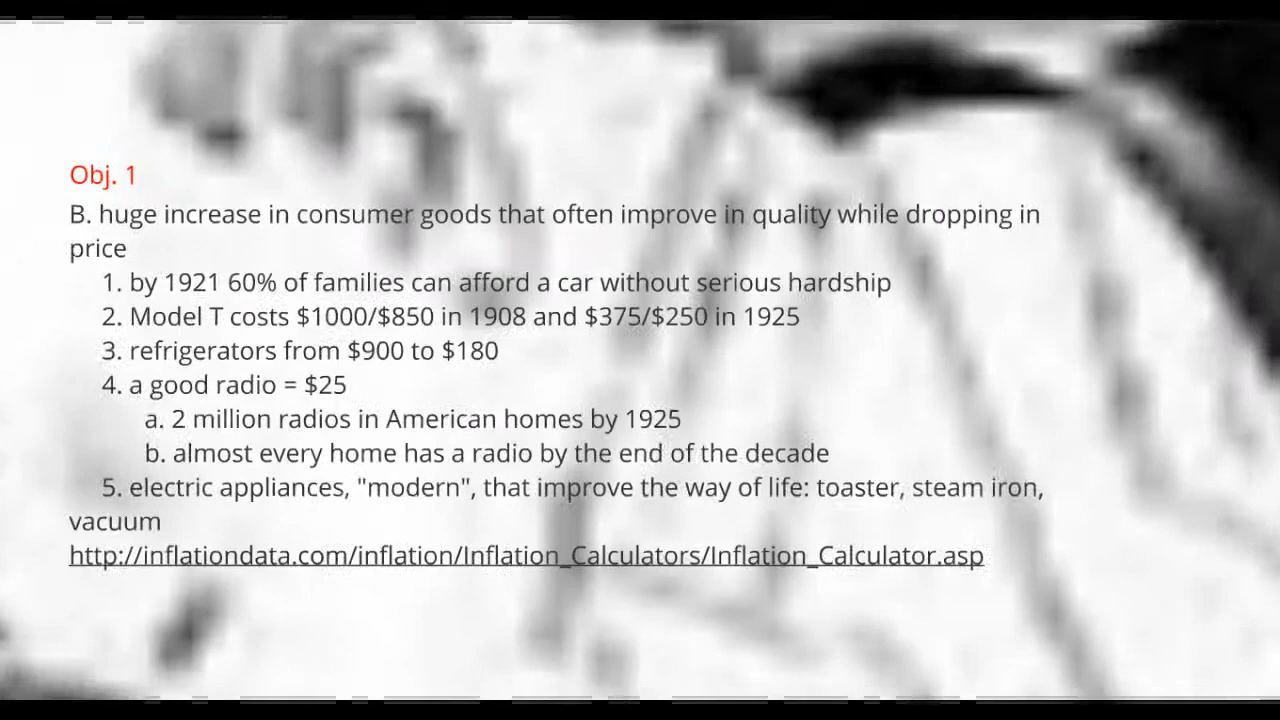 Obj. 1
B. huge increase in consumer goods that often improve in quality while dropping in
price
1. by 1921 60% of families can afford a car without serious hardship
2. Model T costs $1000/$850 in 1908 and $375/$250 in 1925
3. refrigerators from $900 to $180
4. a good radio = $25
a. 2 million radios in American homes by 1925
b. almost every home has a radio by the end of the decade
5. electric appliances, "modern", that improve the way of life: toaster, steam iron,
vacuum
http://inflationdata.com/inflation/Inflation_Calculators/Inflation_Calculator.asp